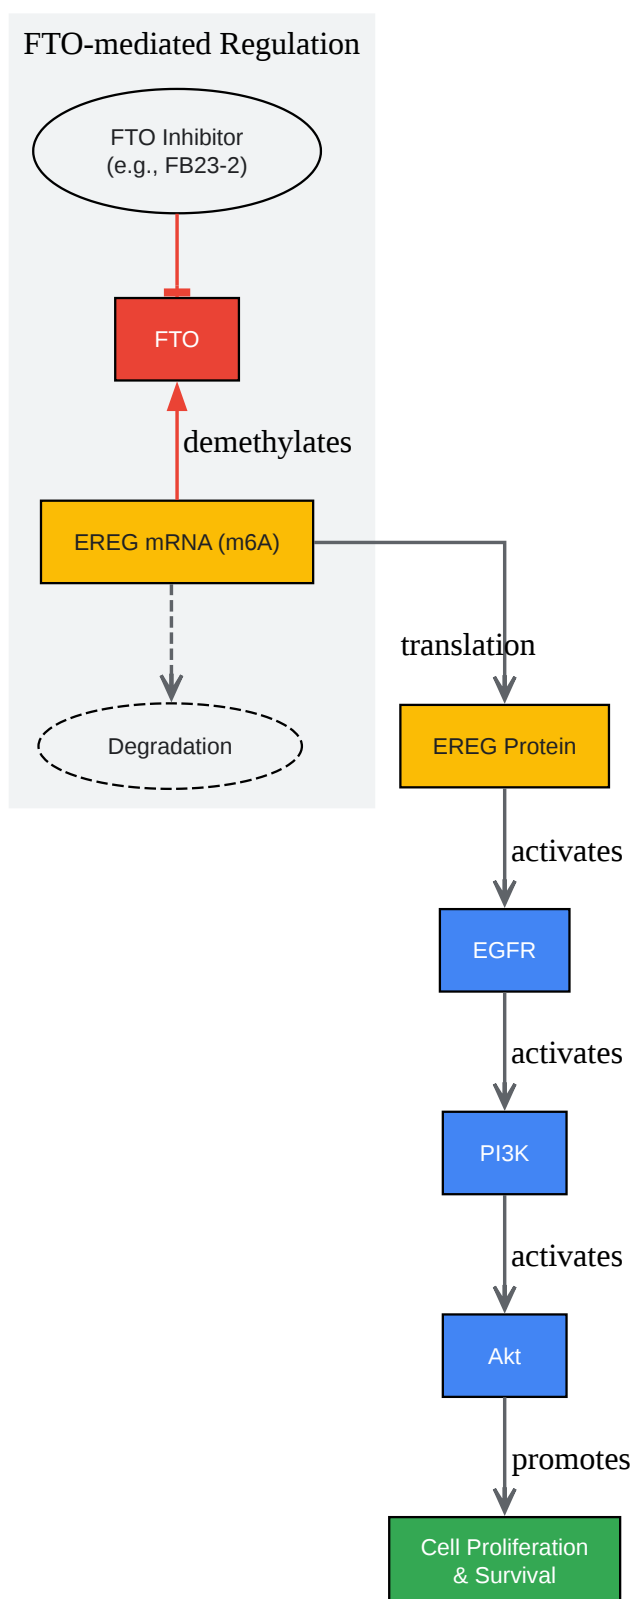 FTO-mediated Regulation
FTO Inhibitor
(e.g., FB23-2)
FTO
demethylates
EREG mRNA (m6A)
translation
Degradation
EREG Protein
activates
EGFR
activates
PI3K
activates
Akt
promotes
Cell Proliferation
& Survival